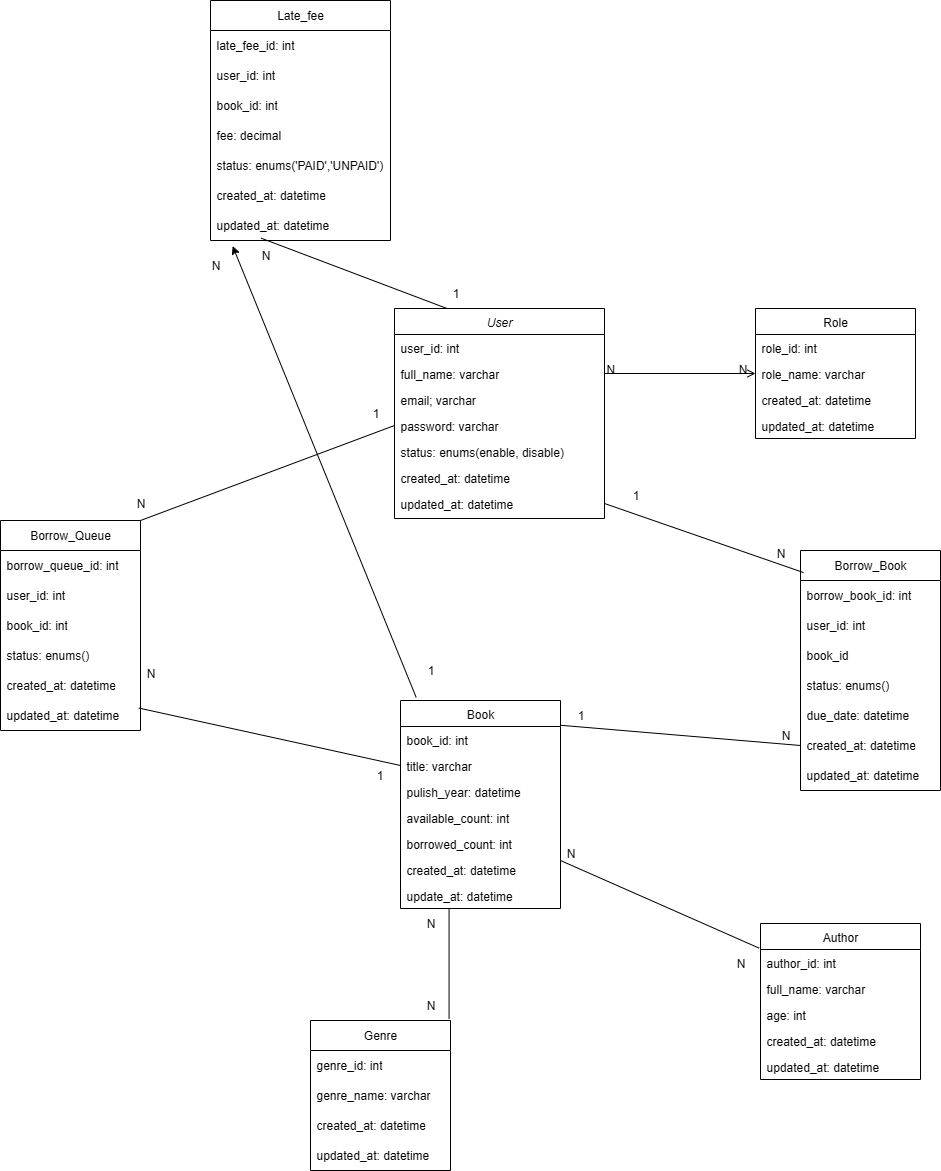 Late_fee
late_fee_id: int
user_id: int
book_id: int
fee: decimal
status: enums('PAID','UNPAID')
created_at: datetime
updated_at: datetime
N
N
1
User
user_id: int
full_name: varchar
email; varchar
password: varchar
status: enums(enable, disable)
created_at: datetime
updated_at: datetime
N
N
Role
role_id: int
role_name: varchar
created_at: datetime
updated_at: datetime
1
N
1
N
Borrow_Queue
borrow_queue_id: int
user_id: int
book_id: int
status: enums()
created_at: datetime
updated_at: datetime
N
1
Borrow_Book
borrow_book_id: int
user_id: int
book_id
status: enums()
due_date: datetime
created_at: datetime
updated_at: datetime
1
N
1
Book
book_id: int
title: varchar
pulish_year: datetime
available_count: int
borrowed_count: int
created_at: datetime
update_at: datetime
N
N
Author
author_id: int
full_name: varchar
age: int
created_at: datetime
updated_at: datetime
N
N
Genre
genre_id: int
genre_name: varchar
created_at: datetime
updated_at: datetime